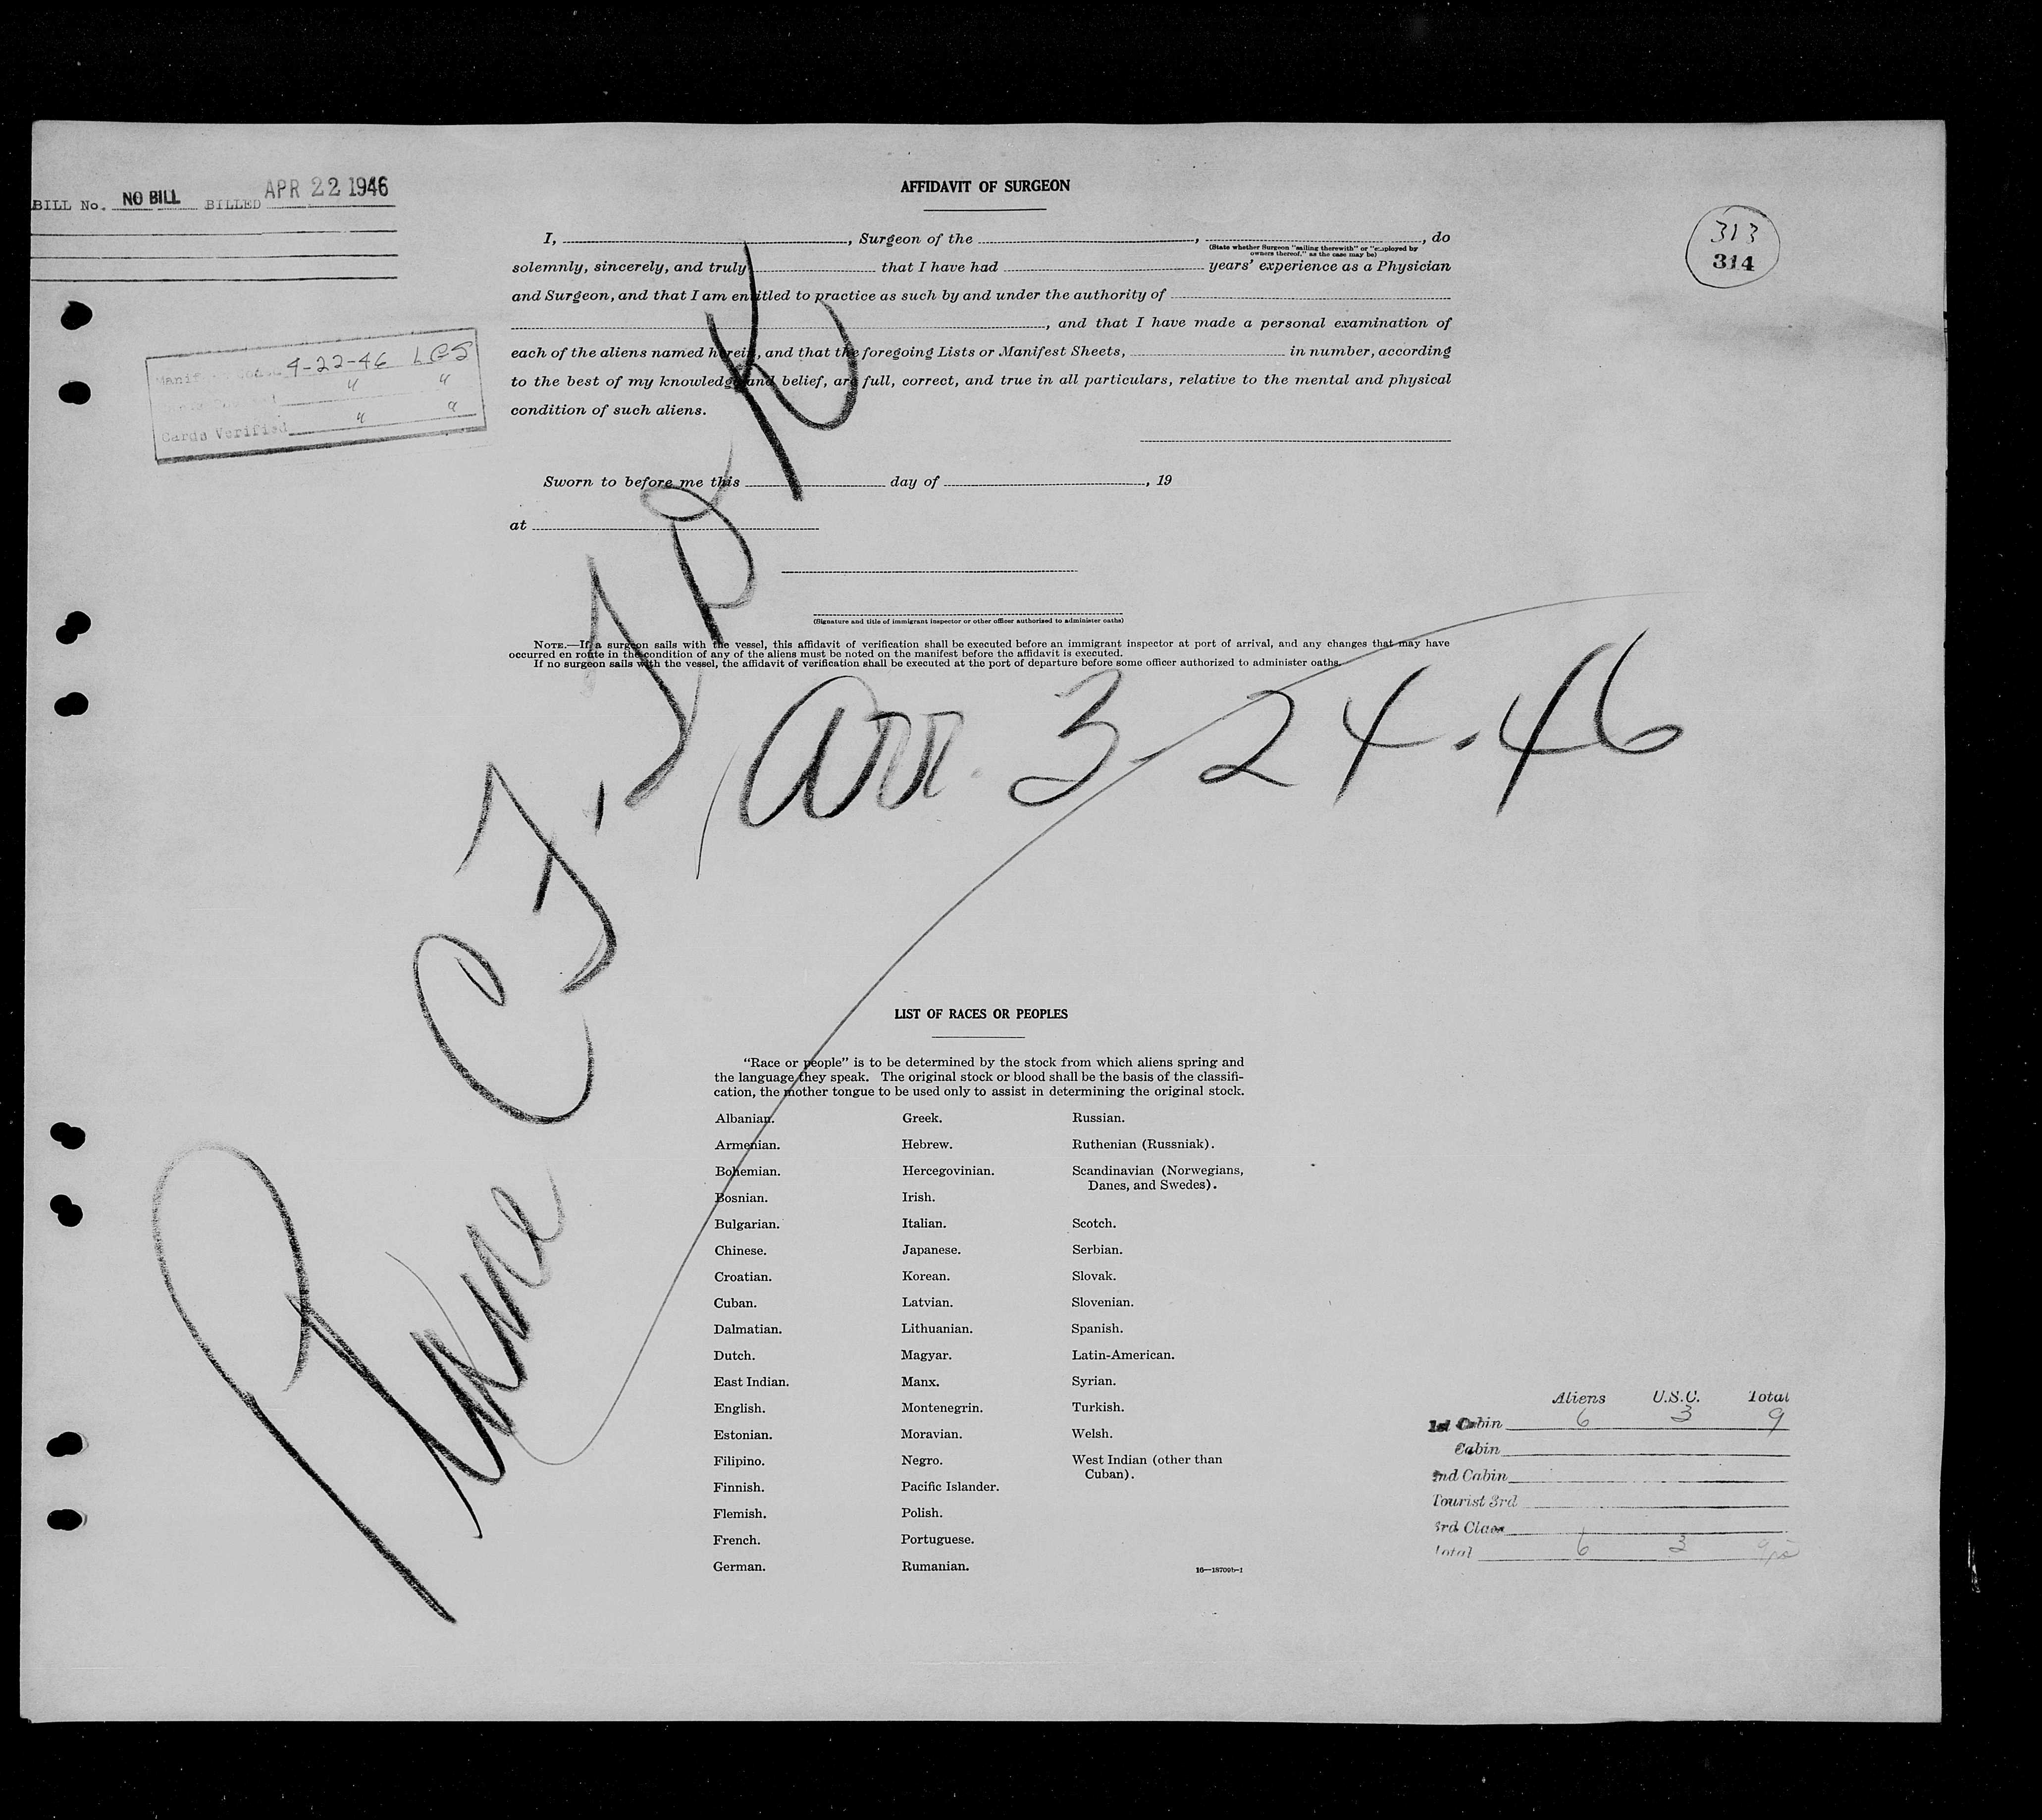 BILL No. NO BILL BILLED APR 22 1946
313
314
4-22-46 LGS
" "
Cards Verified " "
AFFIDAVIT OF SURGEON
I, , Surgeon of the , , do
(State whether Surgeon "sailing therewith" or "employed by
owners thereof," as the case may be)
solemnly, sincerely, and truly that I have had years' experience as a Physician
and Surgeon, and that I am entitled to practice as such by and under the authority of
, and that I have made a personal examination of
each of the aliens named herein, and that the foregoing Lists or Manifest Sheets, in number, according
to the best of my knowledge and belief, are full, correct, and true in all particulars, relative to the mental and physical
condition of such aliens.
Sworn to before me this day of , 19
at
(Signature and title of immigrant inspector or other officer authorized to administer oaths)
NOTE.—If a surgeon sails with the vessel, this affidavit of verification shall be executed before an immigrant inspector at port of arrival, and any changes that may have
occurred en route in the condition of any of the aliens must be noted on the manifest before the affidavit is executed.
If no surgeon sails with the vessel, the affidavit of verification shall be executed at the port of departure before some officer authorized to administer oaths.
Plane
arr. 3-24-46
LIST OF RACES OR PEOPLES
"Race or people" is to be determined by the stock from which aliens spring and
the language they speak. The original stock or blood shall be the basis of the classifi-
cation, the mother tongue to be used only to assist in determining the original stock.
Albanian. Greek. Russian.
Armenian. Hebrew. Ruthenian (Russniak).
Bohemian. Hercegovinian. Scandinavian (Norwegians,
Danes, and Swedes).
Bosnian. Irish.
Bulgarian. Italian. Scotch.
Chinese. Japanese. Serbian.
Croatian. Korean. Slovak.
Cuban. Latvian. Slovenian.
Dalmatian. Lithuanian. Spanish.
Dutch. Magyar. Latin-American.
East Indian. Manx. Syrian.
English. Montenegrin. Turkish.
Estonian. Moravian. Welsh.
Filipino. Negro. West Indian (other than
Cuban).
Finnish. Pacific Islander.
Flemish. Polish.
French. Portuguese.
German. Rumanian.
16—18709b-1
Aliens U.S.C. Total
1st Cabin 6 3 9
Cabin
2nd Cabin
Tourist 3rd
3rd Class
Total 6 3